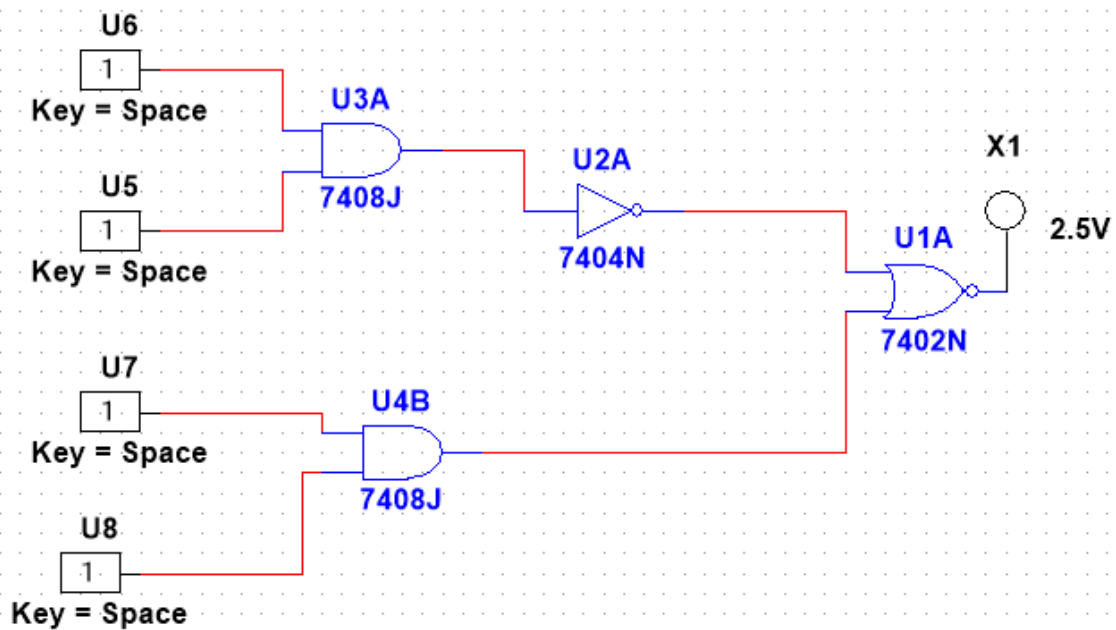 U6
1
Key = Space
U3A
7408J
U5
1
Key = Space
U2A
7404N
X1
2.5V
U1A
7402N
U7
1
Key = Space
U4B
7408J
U8
1
Key = Space